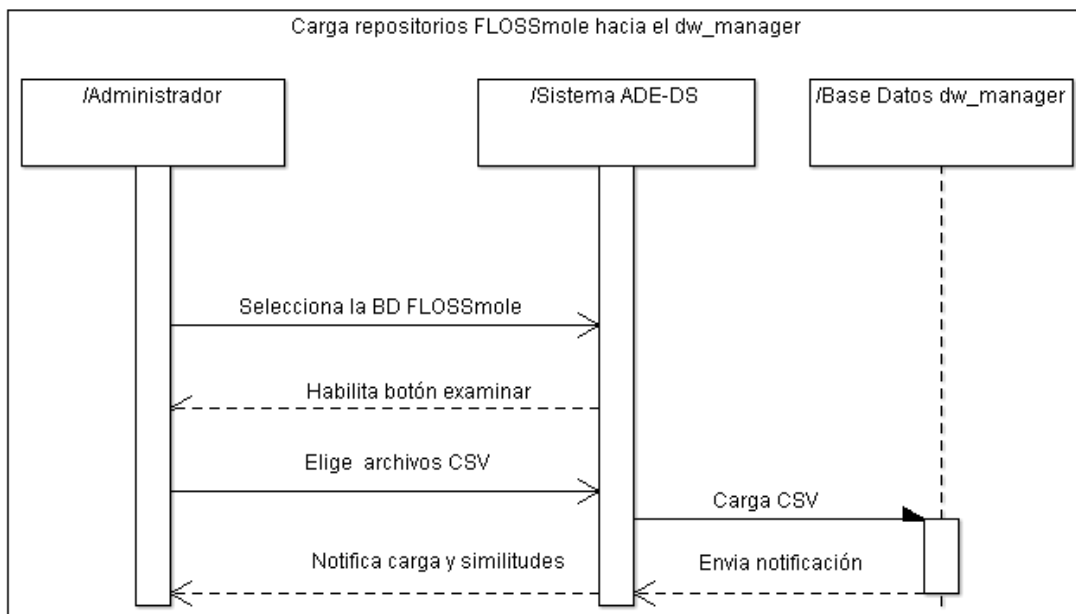 Carga repositorios FLOSSmole hacia el dw_manager
/Administrador
/Sistema ADE-DS
/Base Datos dw_manager
Selecciona la BD FLOSSmole
Habilita botón examinar
Elige archivos CSV
Carga CSV
Notifica carga y similitudes
Envia notificación